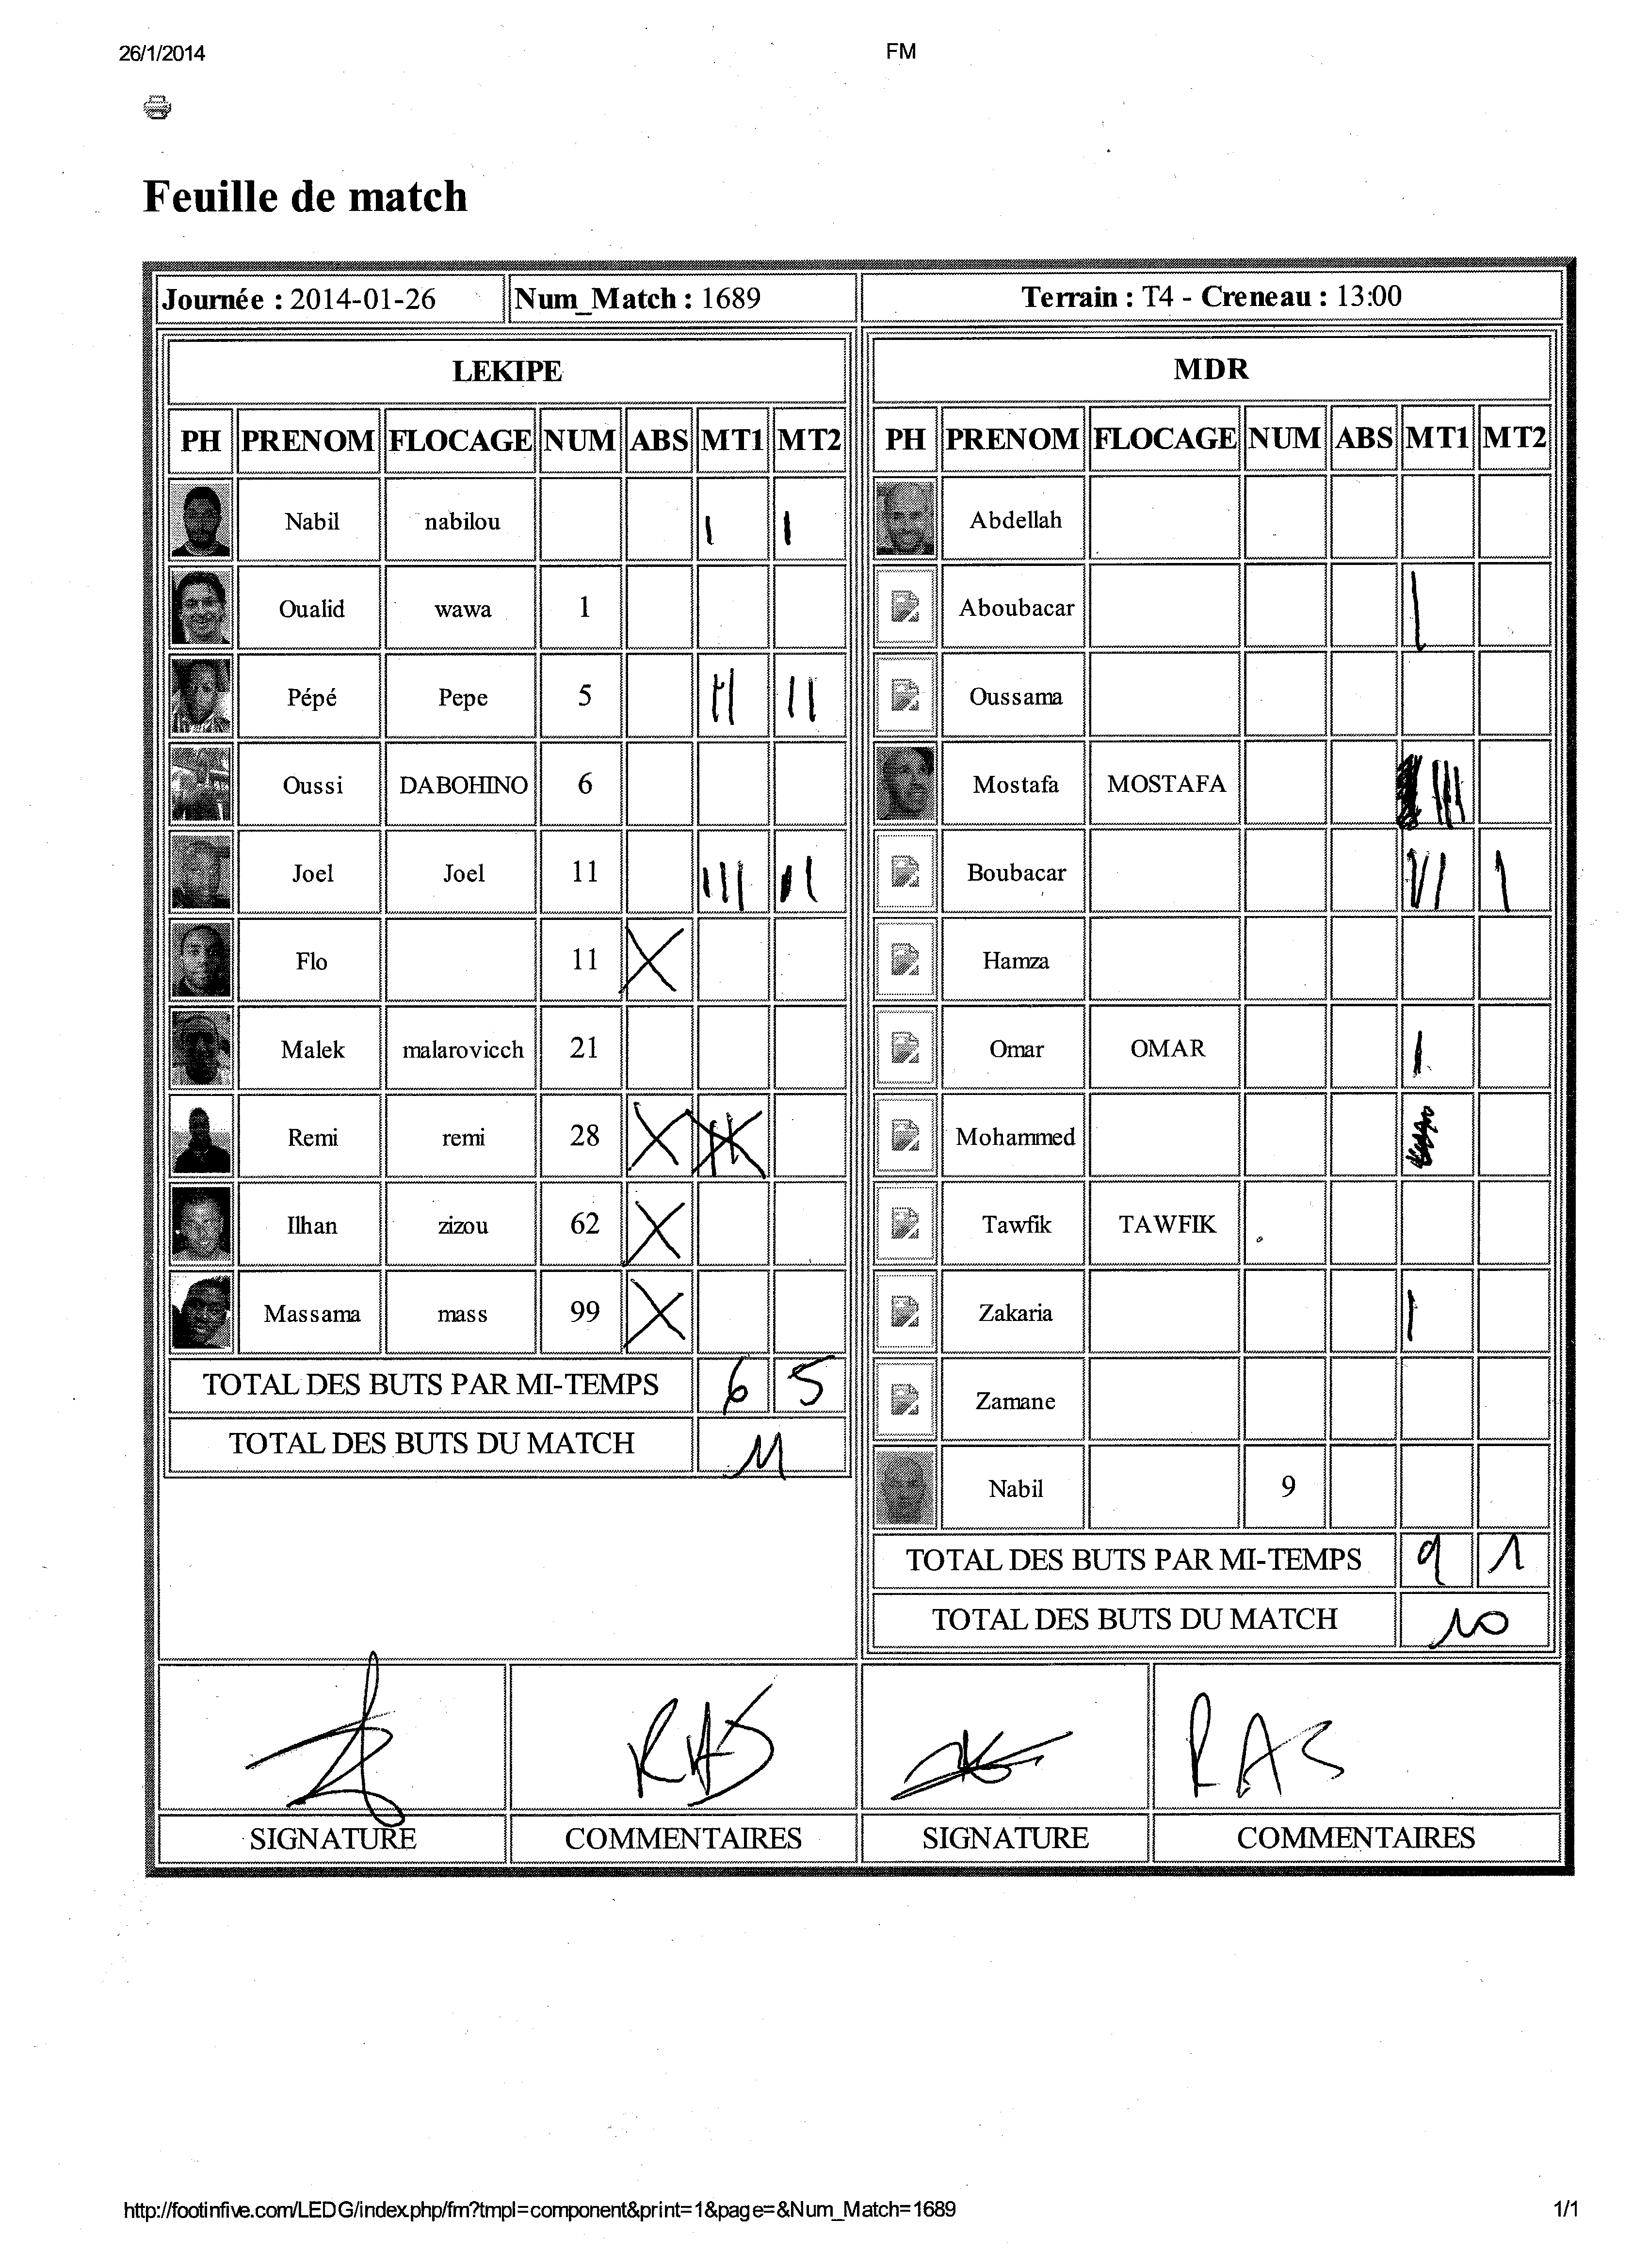 26/1/2014 FM
Feuille de match
Journée : 2014-01-26 Num_Match : 1689 Terrain : T4 - Creneau : 13:00
LEKIPE
PH PRENOM FLOCAGE NUM ABS MT1 MT2
Nabil nabilou I I
Oualid wawa 1
Pépé Pepe 5 II II
Oussi DABOHINO 6
Joel Joel 11 III II
Flo 11 X
Malek malarovicch 21
Remi remi 28 X
Ilhan zizou 62 X
Massama mass 99 X
TOTAL DES BUTS PAR MI-TEMPS 6 5
TOTAL DES BUTS DU MATCH 11
MDR
PH PRENOM FLOCAGE NUM ABS MT1 MT2
Abdellah
Aboubacar I
Oussama
Mostafa MOSTAFA III
Boubacar III I
Hamza
Omar OMAR I
Mohammed
Tawfik TAWFIK
Zakaria I
Zamane
Nabil 9
TOTAL DES BUTS PAR MI-TEMPS 9 1
TOTAL DES BUTS DU MATCH 10
RAS RAS
SIGNATURE COMMENTAIRES SIGNATURE COMMENTAIRES
http://footinfive.com/LEDG/index.php/fm?tmpl=component&print=1&page=&Num_Match=1689 1/1